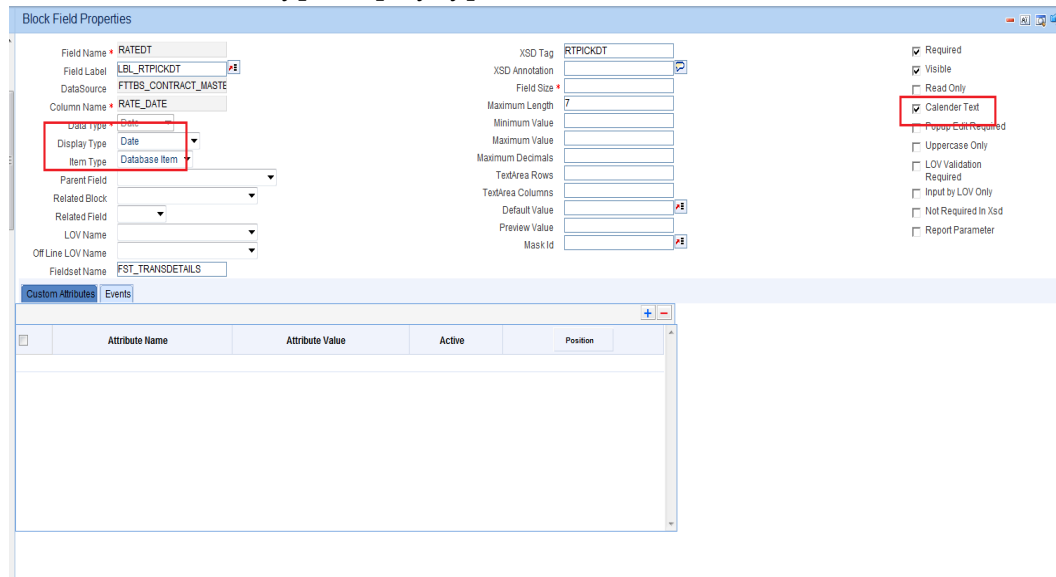 Block Field Properties
Field Name * RATEDT
Field Label LBL_RTPICKDT
DataSource FTTBS_CONTRACT_MASTE
Column Name * RATE_DATE
Data Type * Date
Display Type Date
Item Type Database Item
Parent Field
Related Block
Related Field
LOV Name
Off Line LOV Name
Fieldset Name FST_TRANSDETAILS
XSD Tag RTPICKDT
XSD Annotation
Field Size *
Maximum Length 7
Minimum Value
Maximum Value
Maximum Decimals
TextArea Rows
TextArea Columns
Default Value
Preview Value
Mask Id
Required
Visible
Read Only
Calender Text
Popup Edit Required
Uppercase Only
LOV Validation
Required
Input by LOV Only
Not Required In Xsd
Report Parameter
Custom Attributes Events
Attribute Name Attribute Value Active Position